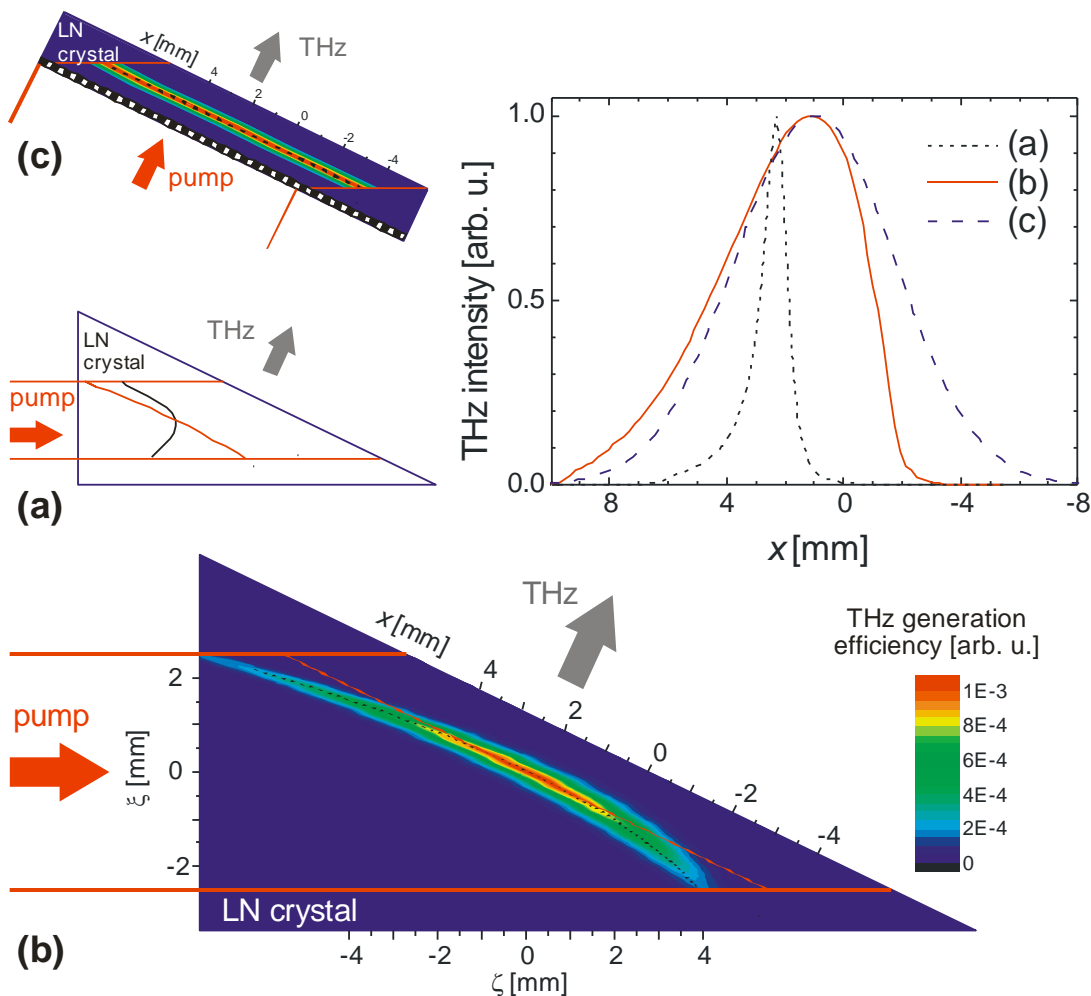 LN
crystal
x [mm]
4
2
0
-2
-4
THz
pump
(c)
LN
crystal
THz
pump
(a)
THz intensity [arb. u.]
1.0
0.5
0.0
8
4
0
-4
-8
x [mm]
(a)
(b)
(c)
THz
x [mm]
4
2
0
-2
-4
pump
ξ [mm]
2
0
-2
LN crystal
(b)
-4
-2
0
2
4
ζ [mm]
THz generation
efficiency [arb. u.]
1E-3
8E-4
6E-4
4E-4
2E-4
0